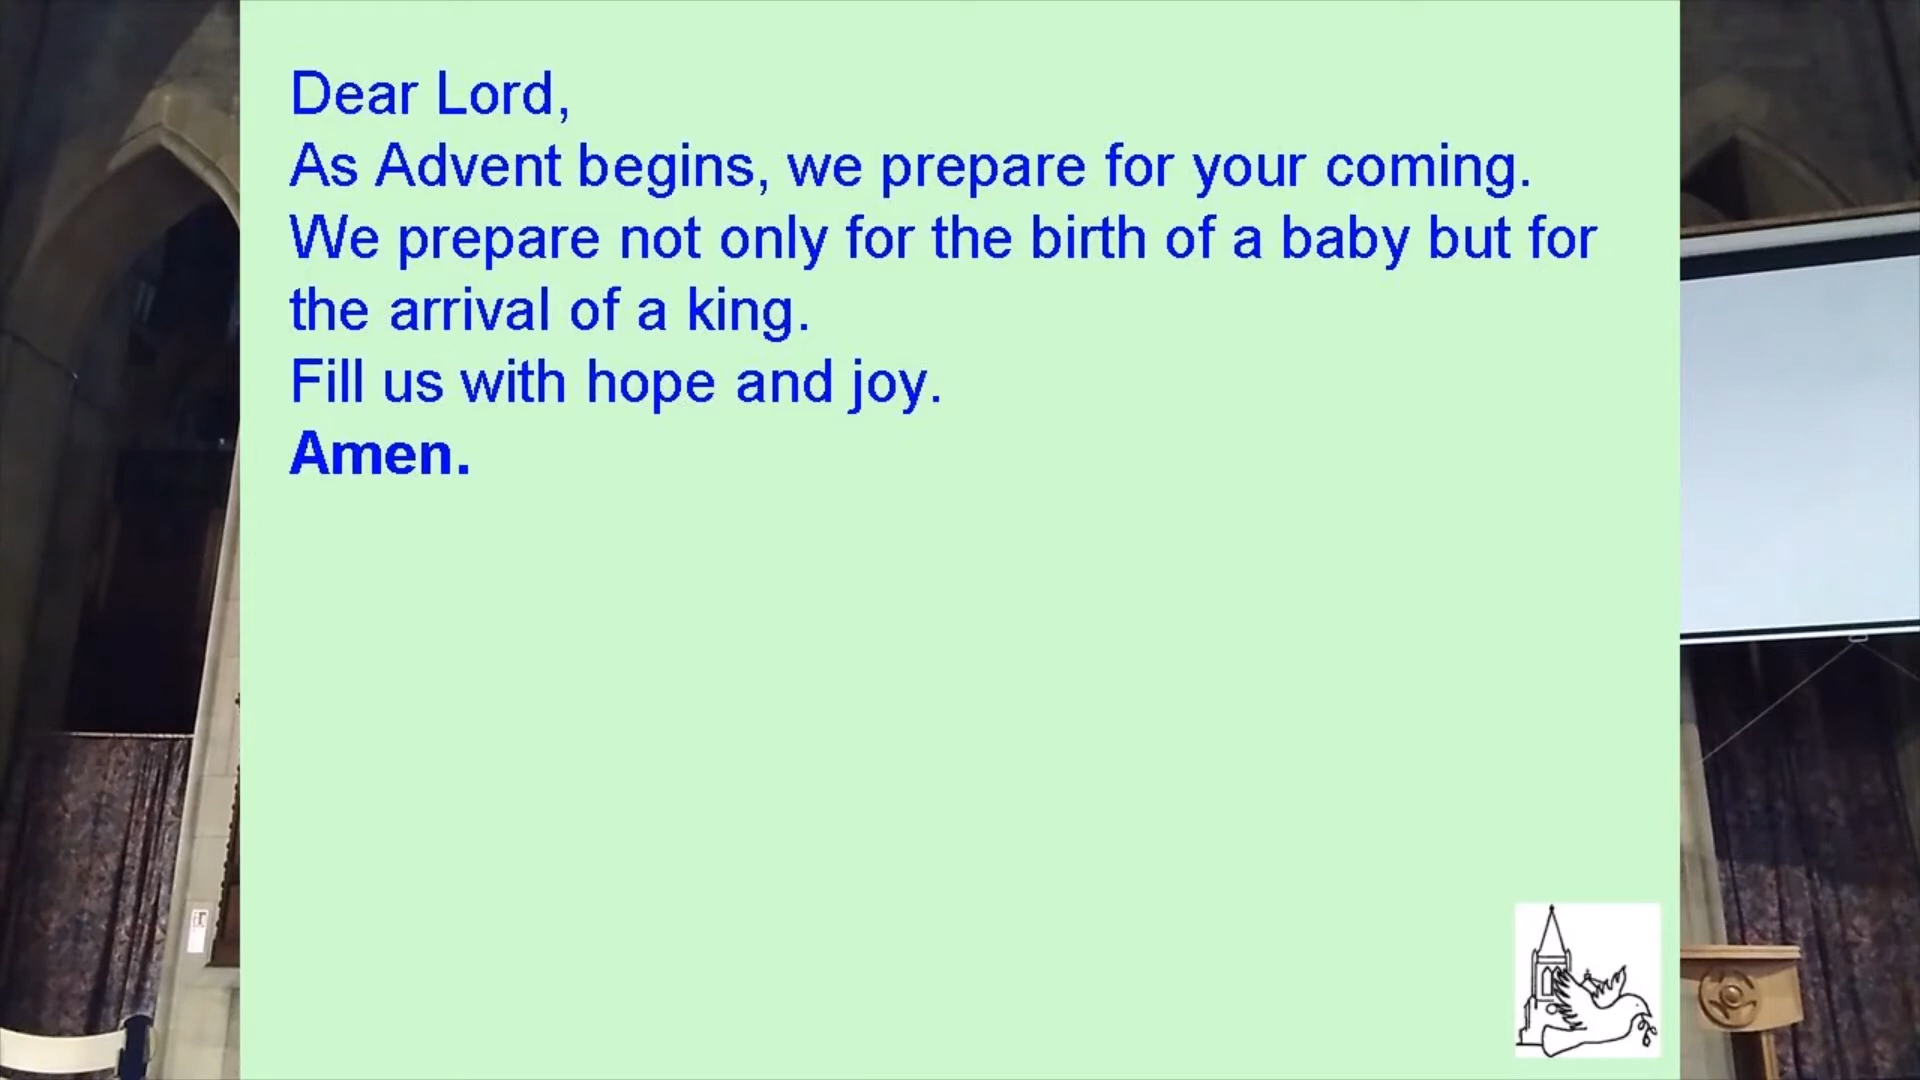 Dear Lord,
As Advent begins, we prepare for your coming.
We prepare not only for the birth of a baby but for
the arrival of a king.
Fill us with hope and joy.
Amen.